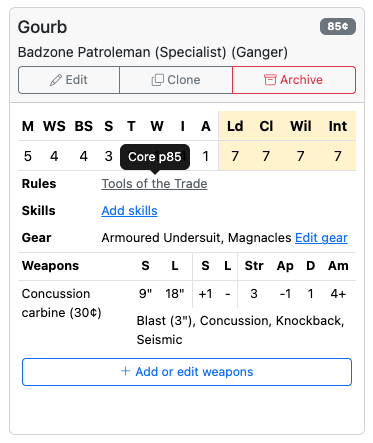 Gourb 85¢
Badzone Patroleman (Specialist) (Ganger)
Edit Clone Archive
M WS BS S T W I A Ld Cl Wil Int
5 4 4 3 1 7 7 7 7
Core p85
Rules Tools of the Trade
Skills Add skills
Gear Armoured Undersuit, Magnacles Edit gear
Weapons S L S L Str Ap D Am
Concussion 9" 18" +1 - 3 -1 1 4+
carbine (30¢)
Blast (3"), Concussion, Knockback,
Seismic
+ Add or edit weapons